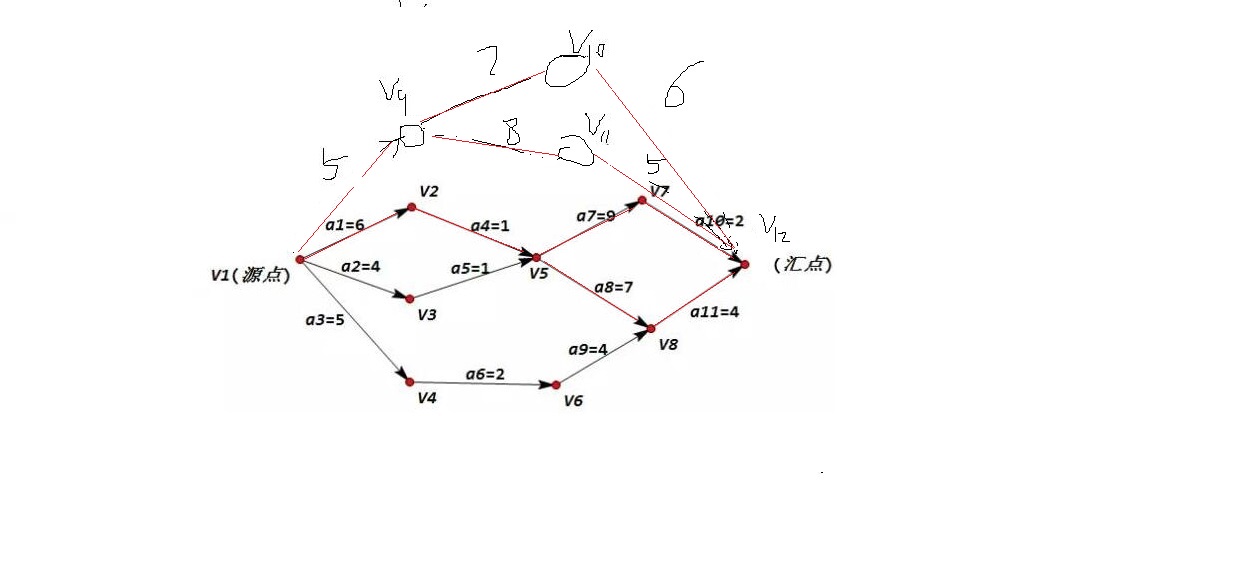 V10
7
6
V9
8
V11
5
5
V7
V2
a1=6
a4=1
a7=9
a10=2
V12
a2=4
a5=1
V5
V1(源点)
(汇点)
a8=7
V3
a3=5
a11=4
V8
a9=4
a6=2
V4
V6